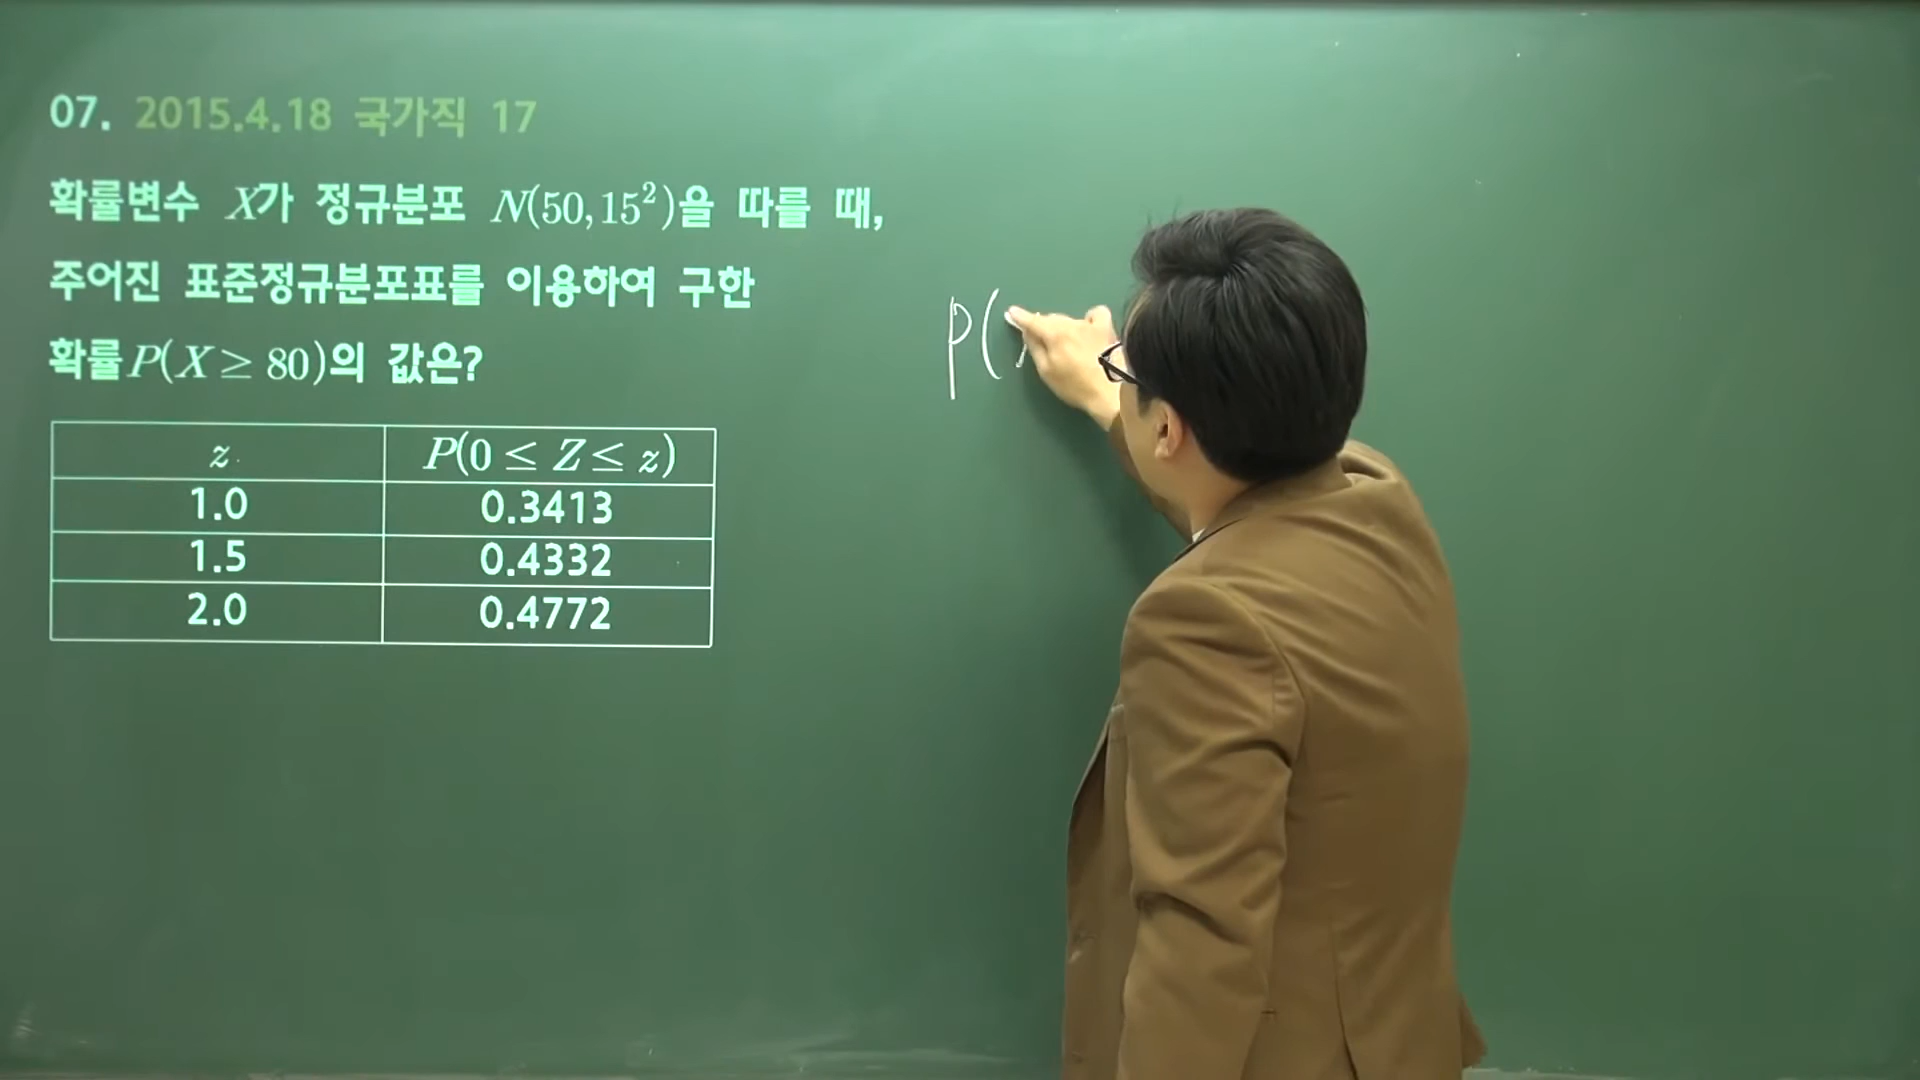 07. 2015.4.18 국가직 17
확률변수 X가 정규분포 N(50, 15²)을 따를 때,
주어진 표준정규분포표를 이용하여 구한
확률 P(X ≥ 80)의 값은?
z P(0 ≤ Z ≤ z)
1.0 0.3413
1.5 0.4332
2.0 0.4772
P(